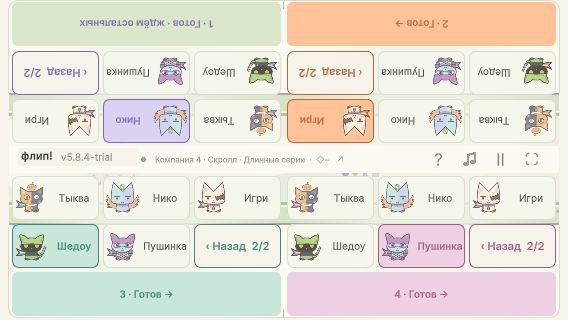 1 · Готов · ждём остальных
2 · Готов →
‹ Назад 2/2
Пушинка
Шедоу
‹ Назад 2/2
Пушинка
Шедоу
Игри
Нико
Тыква
Игри
Нико
Тыква
флип! v5.8.4-trial
Компания 4 · Скролл · Длинные серии ·
?
Тыква
Нико
Игри
Тыква
Нико
Игри
Шедоу
Пушинка
‹ Назад 2/2
Шедоу
Пушинка
‹ Назад 2/2
3 · Готов →
4 · Готов →